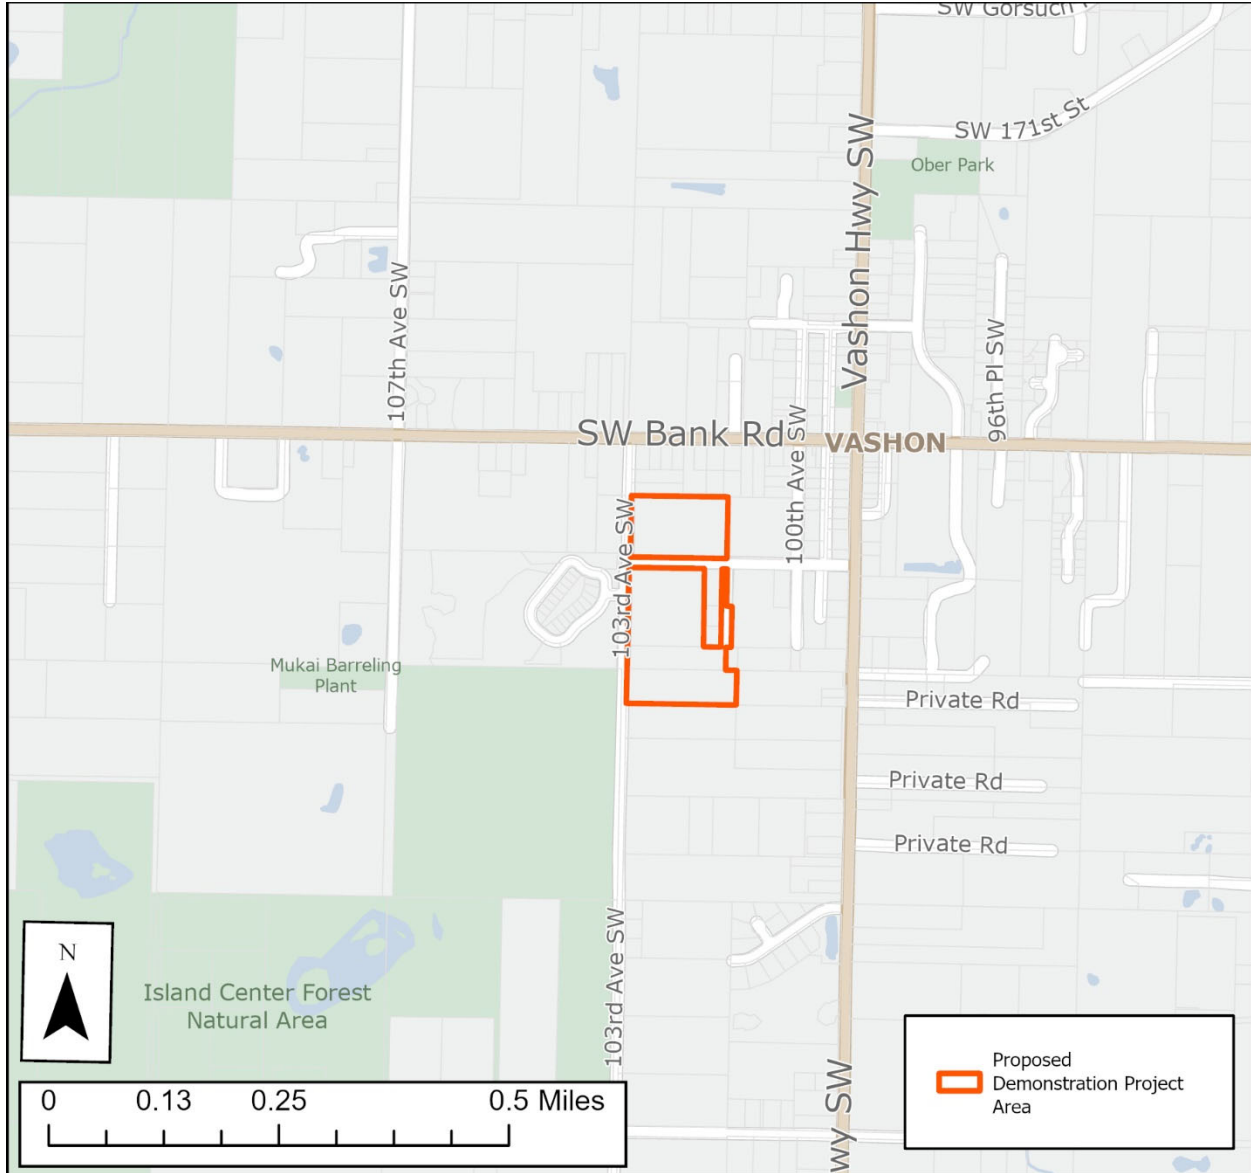 SW Gorsuch
SW 171st St
Ober Park
Vashon Hwy SW
107th Ave SW
96th Pl SW
SW Bank Rd
100th Ave SW
VASHON
103rd Ave SW
Mukai Barreling
Plant
Private Rd
Private Rd
Private Rd
103rd Ave SW
N
Island Center Forest
Natural Area
0 0.13 0.25 0.5 Miles
Proposed
Demonstration Project
Area
wy SW